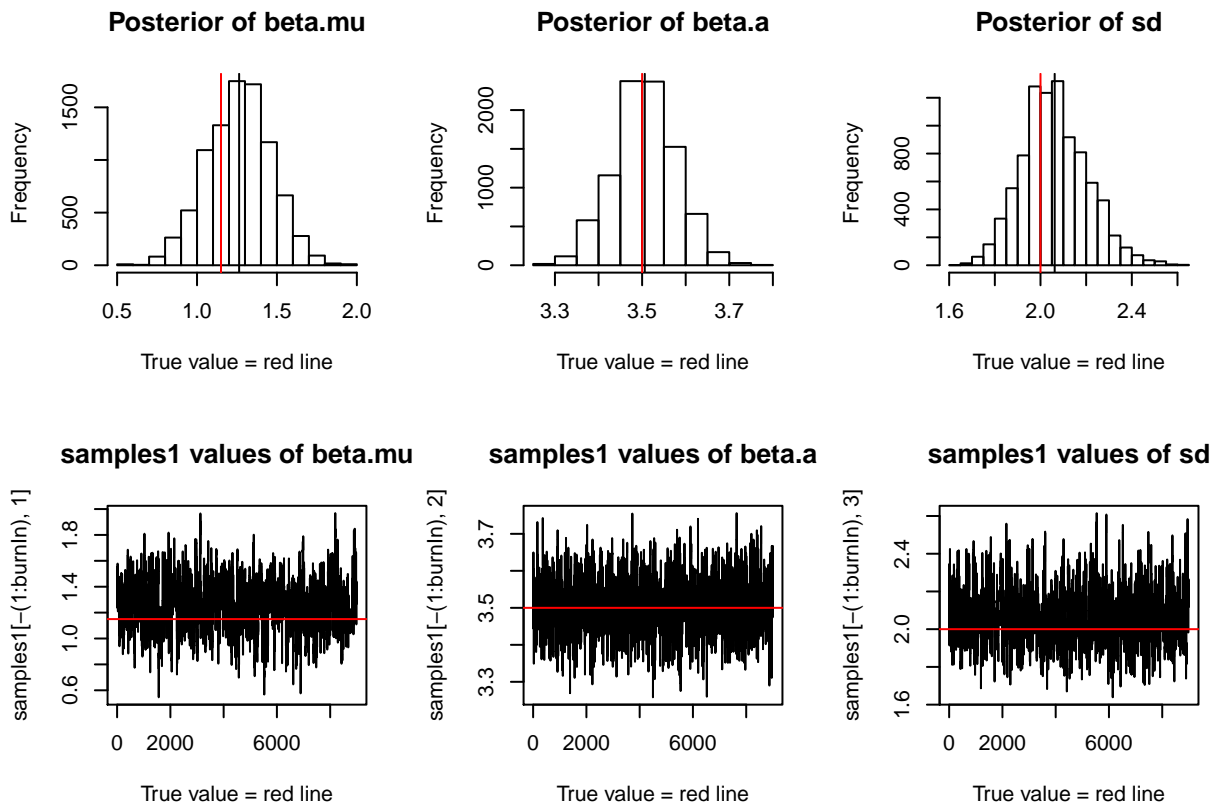 Posterior of beta.mu
Frequency
0 500 1500
0.5 1.0 1.5 2.0
True value = red line
Posterior of beta.a
Frequency
0 1000 2000
3.3 3.5 3.7
True value = red line
Posterior of sd
Frequency
0 400 800
1.6 2.0 2.4
True value = red line
samples1 values of beta.mu
samples1[−(1:burnIn), 1]
0.6 1.0 1.4 1.8
0 2000 6000
True value = red line
samples1 values of beta.a
samples1[−(1:burnIn), 2]
3.3 3.5 3.7
0 2000 6000
True value = red line
samples1 values of sd
samples1[−(1:burnIn), 3]
1.6 2.0 2.4
0 2000 6000
True value = red line